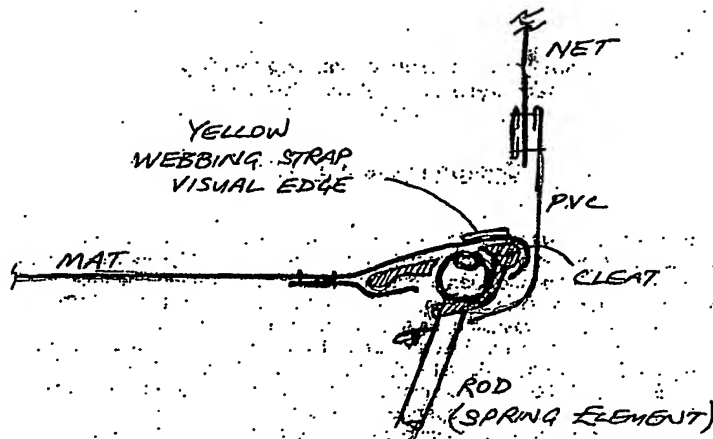 NET
YELLOW
WEBBING STRAP
VISUAL EDGE
PVC
MAT
CLEAT
ROD
(SPRING ELEMENT)